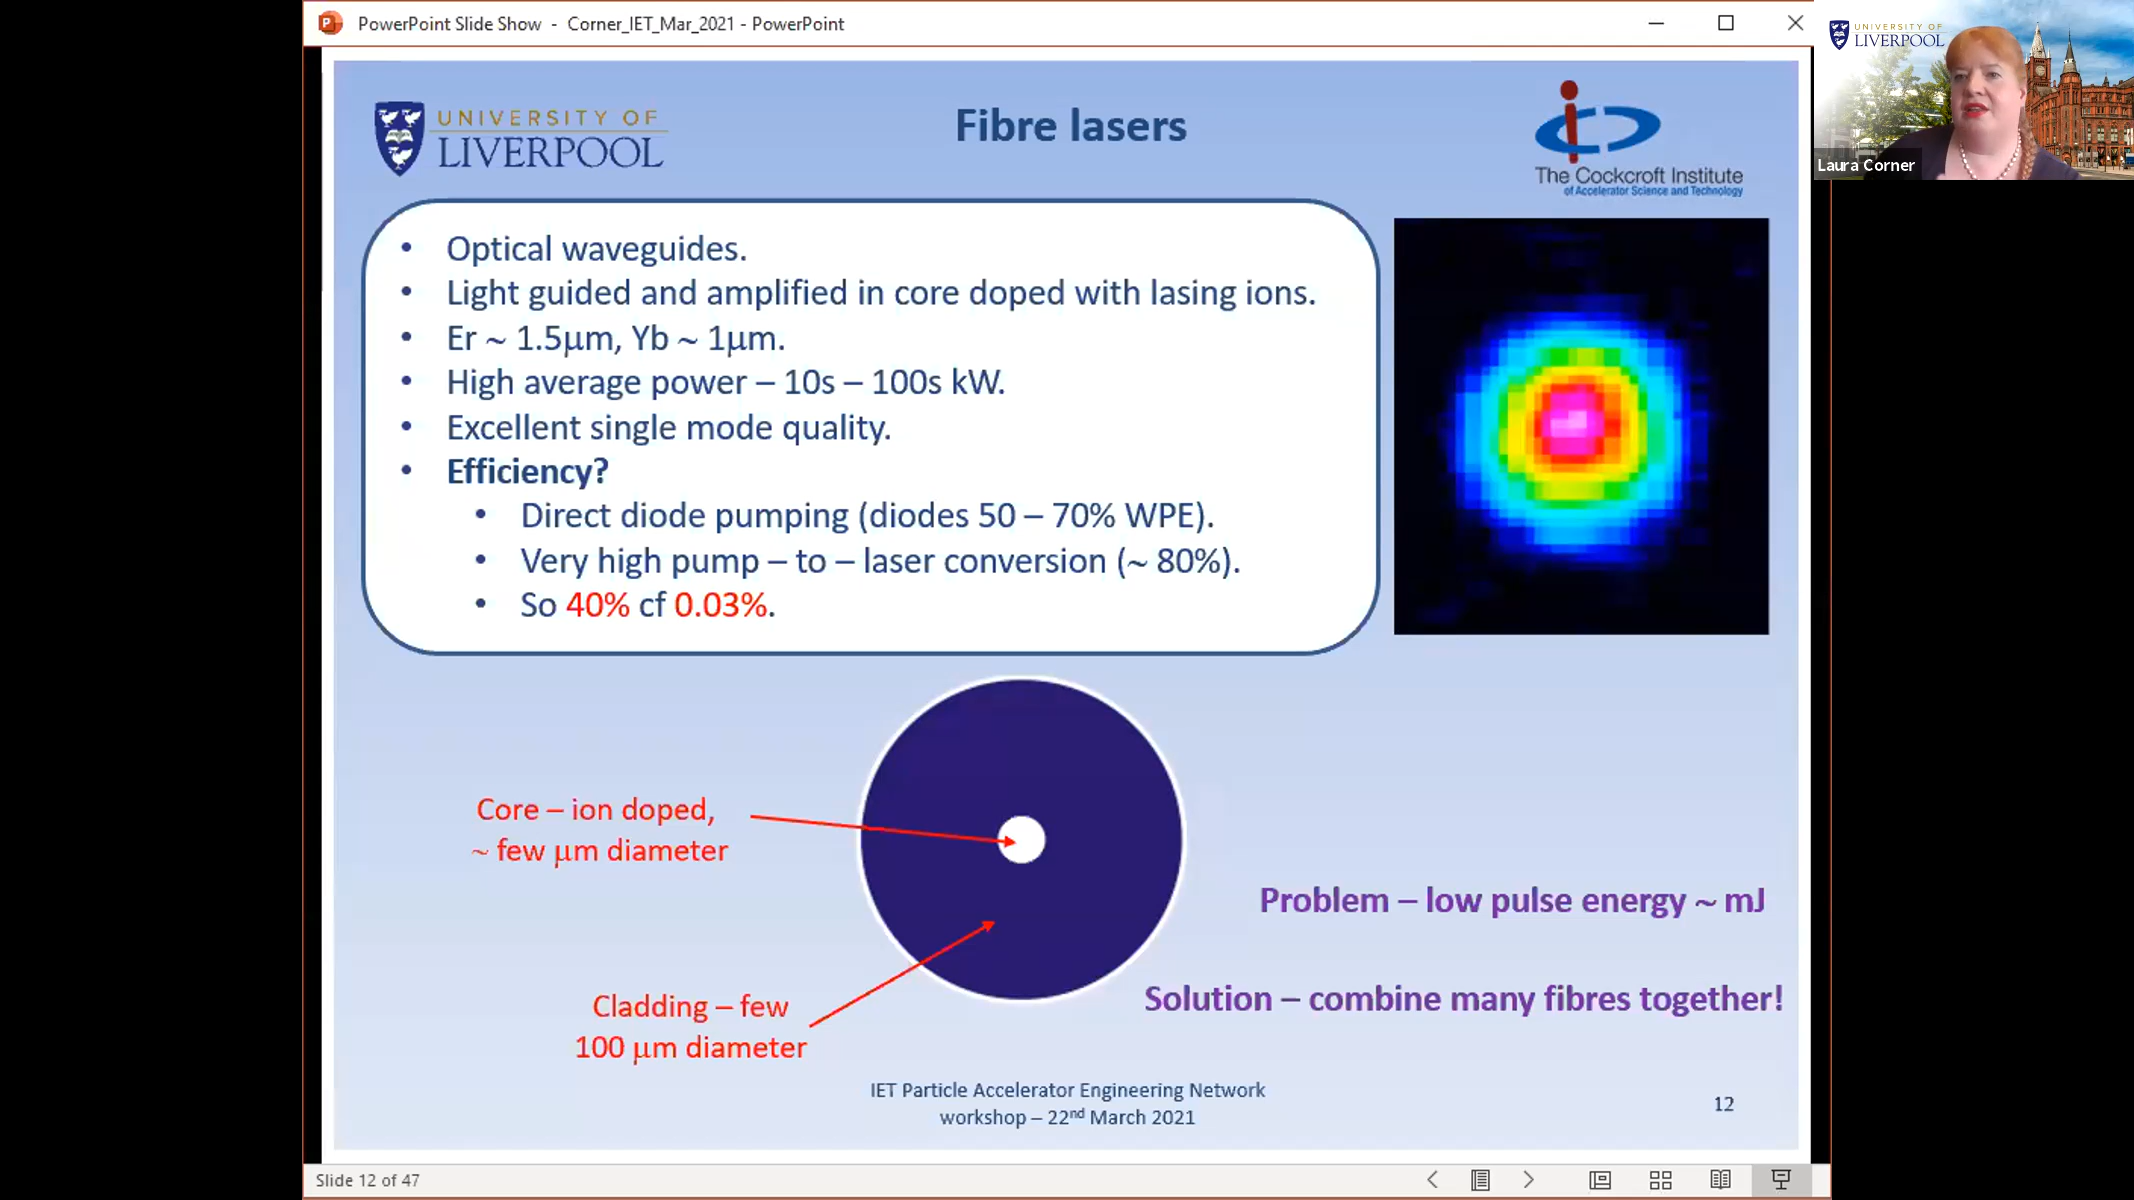 PowerPoint Slide Show - Corner_IET_Mar_2021 - PowerPoint
UNIVERSITY OF
LIVERPOOL
Laura Corner
UNIVERSITY OF
LIVERPOOL
Fibre lasers
The Cockcroft Institute
of Accelerator Science and Technology
• Optical waveguides.
• Light guided and amplified in core doped with lasing ions.
• Er ~ 1.5μm, Yb ~ 1μm.
• High average power – 10s – 100s kW.
• Excellent single mode quality.
• Efficiency?
• Direct diode pumping (diodes 50 – 70% WPE).
• Very high pump – to – laser conversion (~ 80%).
• So 40% cf 0.03%.
Core – ion doped,
~ few μm diameter
Cladding – few
100 μm diameter
Problem – low pulse energy ~ mJ
Solution – combine many fibres together!
IET Particle Accelerator Engineering Network
workshop – 22nd March 2021
12
Slide 12 of 47